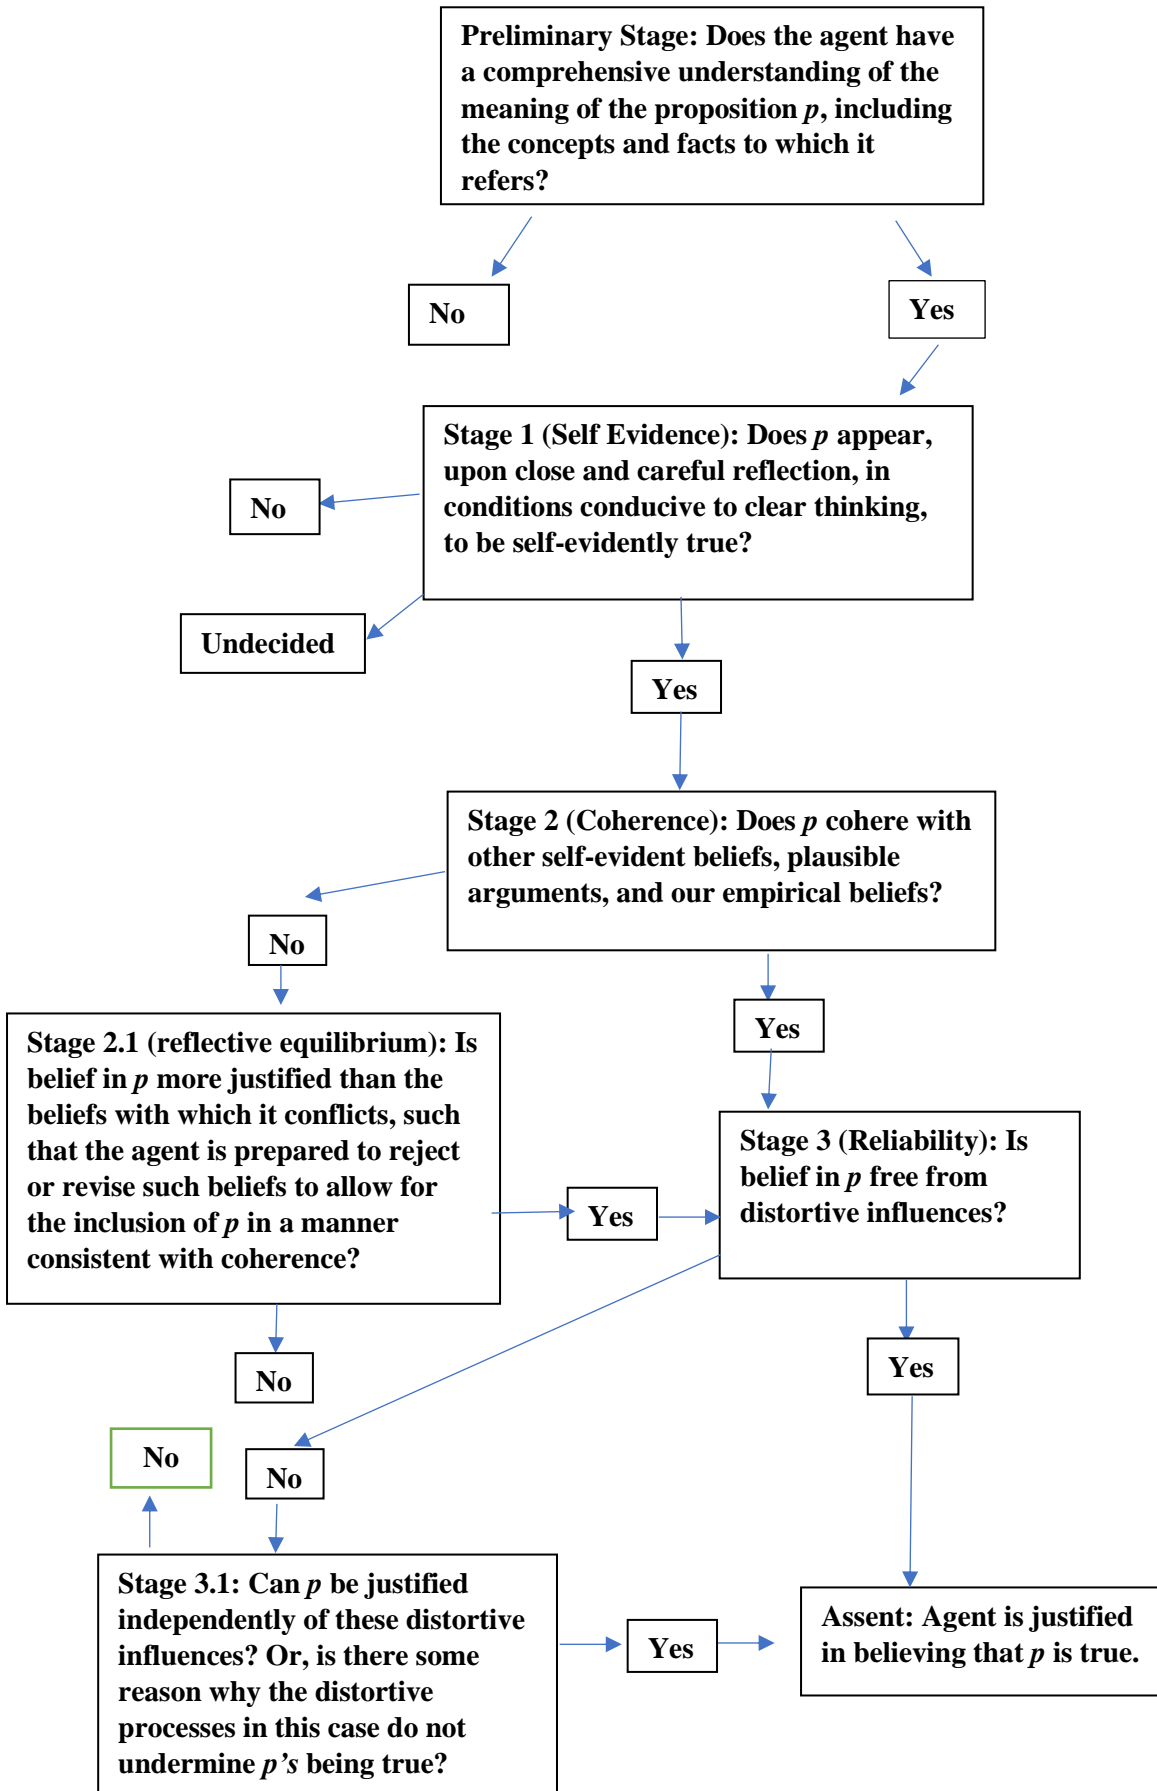 Preliminary Stage: Does the agent have
a comprehensive understanding of the
meaning of the proposition p, including
the concepts and facts to which it
refers?
No
Yes
Stage 1 (Self Evidence): Does p appear,
upon close and careful reflection, in
conditions conducive to clear thinking,
to be self-evidently true?
No
Undecided
Yes
Stage 2 (Coherence): Does p cohere with
other self-evident beliefs, plausible
arguments, and our empirical beliefs?
No
Yes
Stage 2.1 (reflective equilibrium): Is
belief in p more justified than the
beliefs with which it conflicts, such
that the agent is prepared to reject
or revise such beliefs to allow for
the inclusion of p in a manner
consistent with coherence?
Yes
Stage 3 (Reliability): Is
belief in p free from
distortive influences?
No
Yes
No
No
Stage 3.1: Can p be justified
independently of these distortive
influences? Or, is there some
reason why the distortive
processes in this case do not
undermine p’s being true?
Yes
Assent: Agent is justified
in believing that p is true.